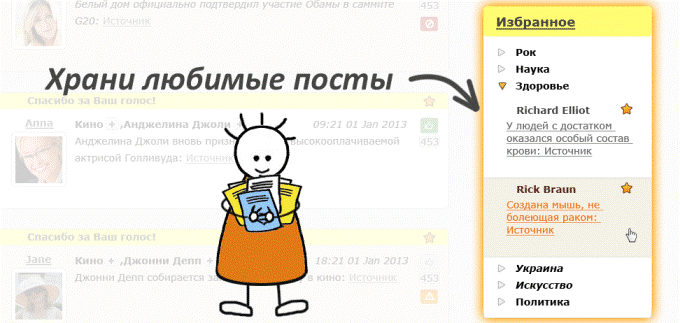 Белый дом официально подтвердил участие Обамы в саммите
G20: Источник
453
Храни любимые посты
Спасибо за Ваш голос!
Anna
Кино + ,Анджелина Джоли +
09:21 01 Jan 2013
Анджелина Джоли вновь призн
высокооплачиваемой
актрисой Голливуда: Источник
453
Спасибо за Ваш голос!
Jane
Кино + ,Джонни Депп +
18:21 01 Jan 2013
Джонни Депп собирается за
в кино: Источник
453
Избранное
Рок
Наука
Здоровье
Richard Elliot
У людей с достатком
оказался особый состав
крови: Источник
Rick Braun
Создана мышь, не
болеющая раком:
Источник
Украина
Искусство
Политика